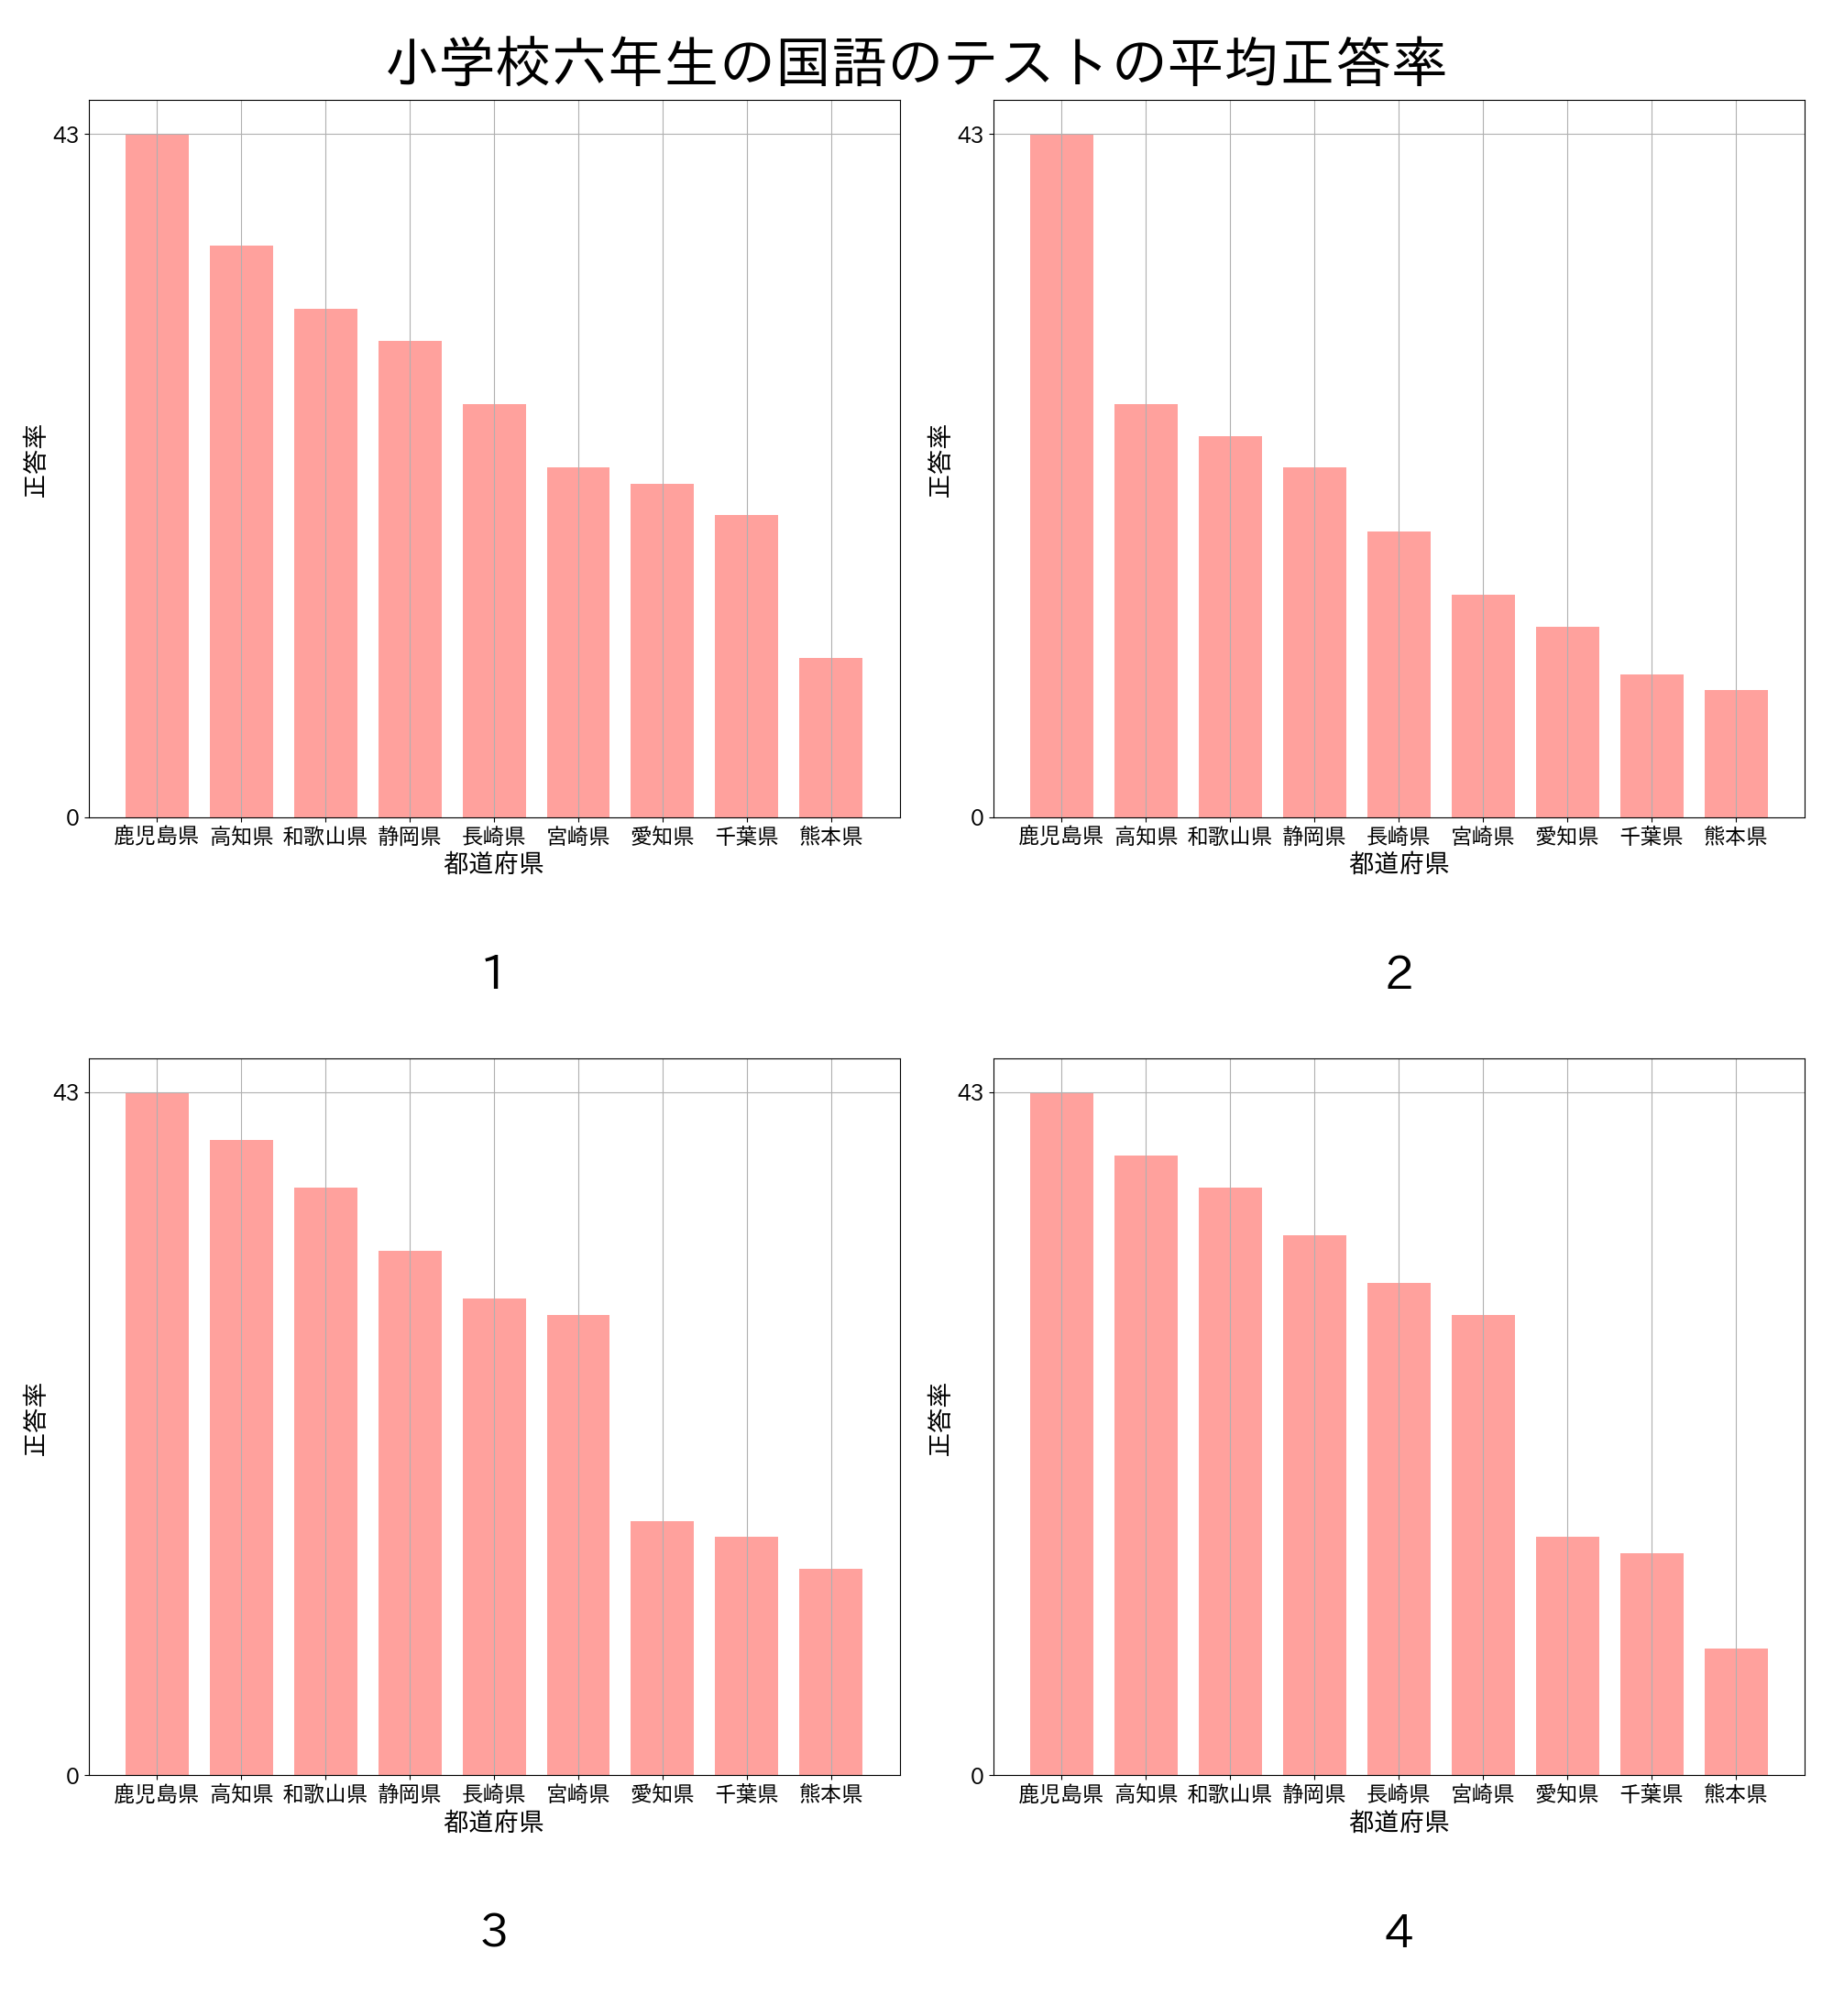 小学校六年生の国語のテストの平均正答率
43
0
正答率
鹿児島県 高知県 和歌山県 静岡県 長崎県 宮崎県 愛知県 千葉県 熊本県
都道府県
1
43
0
正答率
鹿児島県 高知県 和歌山県 静岡県 長崎県 宮崎県 愛知県 千葉県 熊本県
都道府県
2
43
0
正答率
鹿児島県 高知県 和歌山県 静岡県 長崎県 宮崎県 愛知県 千葉県 熊本県
都道府県
3
43
0
正答率
鹿児島県 高知県 和歌山県 静岡県 長崎県 宮崎県 愛知県 千葉県 熊本県
都道府県
4